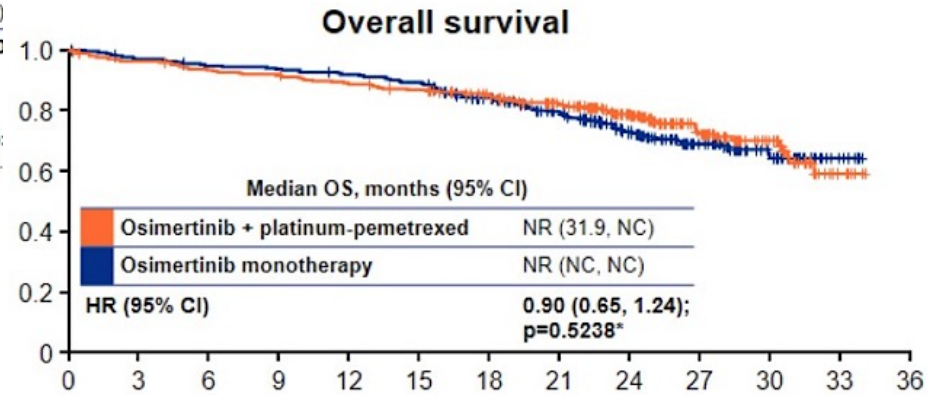 Overall survival
1.0
0.8
0.6
0.4
0.2
0
Median OS, months (95% CI)
Osimertinib + platinum-pemetrexed NR (31.9, NC)
Osimertinib monotherapy NR (NC, NC)
HR (95% CI) 0.90 (0.65, 1.24);
p=0.5238*
0 3 6 9 12 15 18 21 24 27 30 33 36